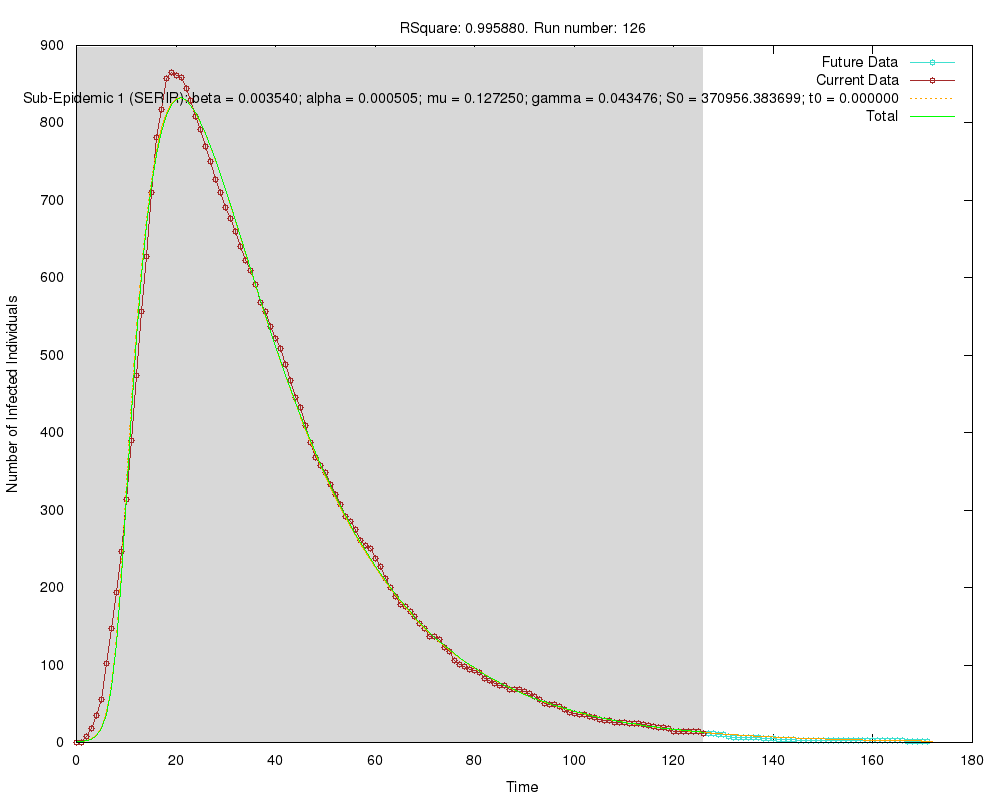 RSquare: 0.995880. Run number: 126
900
800
700
600
500
400
300
200
100
0
Number of Infected Individuals
Future Data
Current Data
Sub-Epidemic 1 (SERIR): beta = 0.003540; alpha = 0.000505; mu = 0.127250; gamma = 0.043476; S0 = 370956.383699; t0 = 0.000000
Total
0 20 40 60 80 100 120 140 160 180
Time